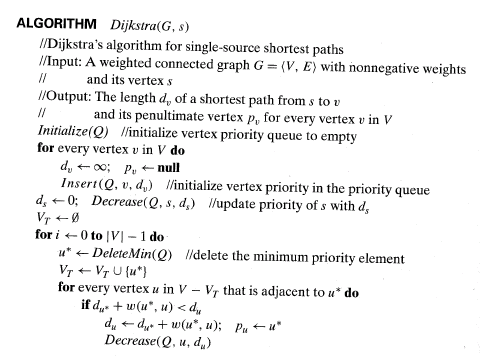 ALGORITHM Dijkstra(G, s)
//Dijkstra's algorithm for single-source shortest paths
//Input: A weighted connected graph G = ⟨V, E⟩ with nonnegative weights
// and its vertex s
//Output: The length d_v of a shortest path from s to v
// and its penultimate vertex p_v for every vertex v in V
Initialize(Q) //initialize vertex priority queue to empty
for every vertex v in V do
d_v ← ∞; p_v ← null
Insert(Q, v, d_v) //initialize vertex priority in the priority queue
d_s ← 0; Decrease(Q, s, d_s) //update priority of s with d_s
V_T ← Ø
for i ← 0 to |V| − 1 do
u* ← DeleteMin(Q) //delete the minimum priority element
V_T ← V_T ∪ {u*}
for every vertex u in V − V_T that is adjacent to u* do
if d_u* + w(u*, u) < d_u
d_u ← d_u* + w(u*, u); p_u ← u*
Decrease(Q, u, d_u)